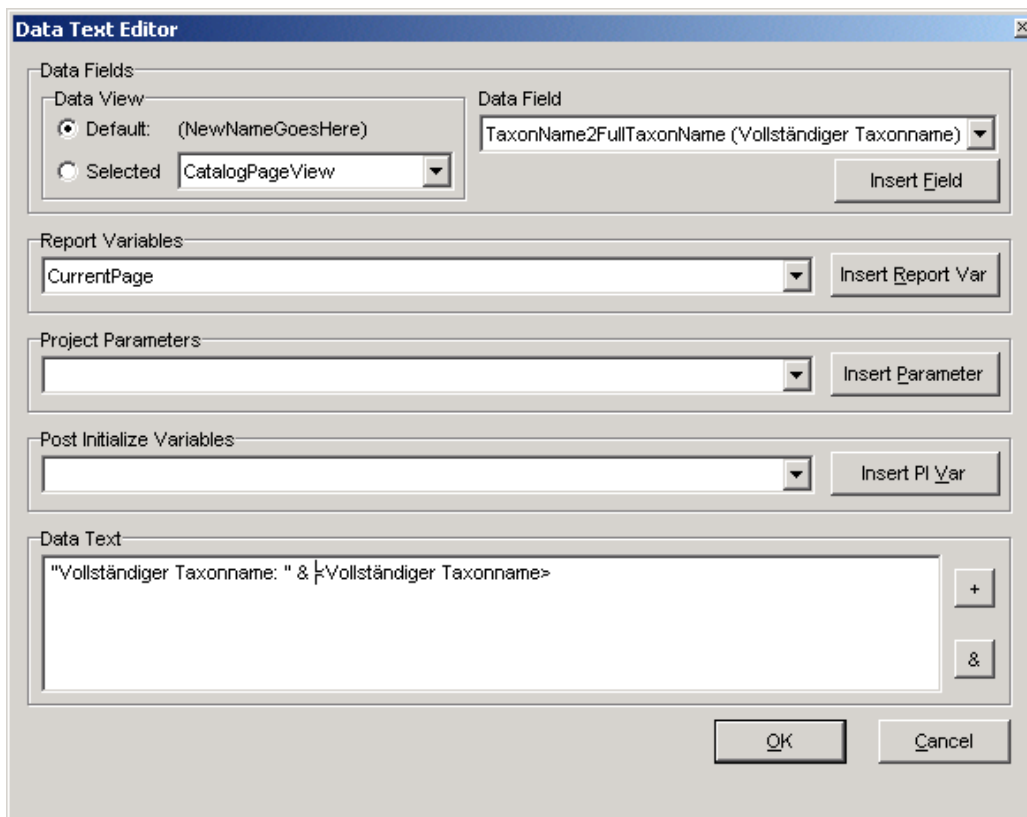 Data Text Editor
Data Fields
Data View
Default: (NewNameGoesHere)
Selected CatalogPageView
Data Field
TaxonName2FullTaxonName (Vollständiger Taxonname)
Insert Field
Report Variables
CurrentPage
Insert Report Var
Project Parameters
Insert Parameter
Post Initialize Variables
Insert PI Var
Data Text
"Vollständiger Taxonname: " & <Vollständiger Taxonname>
+
&
OK
Cancel